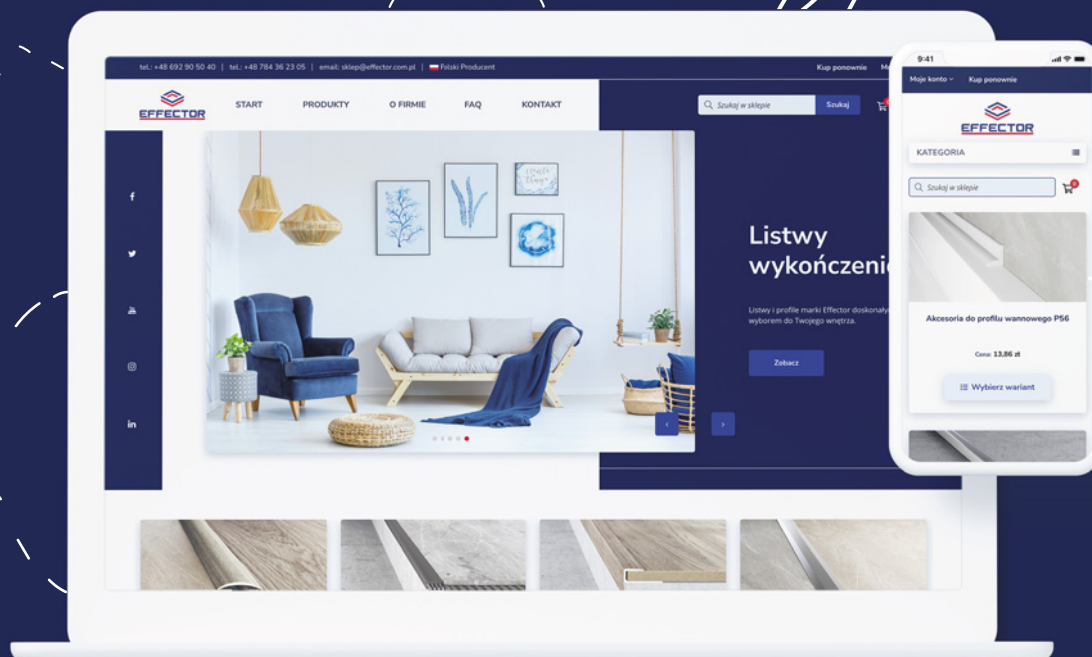 tel.: +48 692 90 50 40 | tel.: +48 784 36 23 05 | email: sklep@effector.com.pl | Polski Producent
Kup ponownie
EFFECTOR
START PRODUKTY O FIRMIE FAQ KONTAKT
Szukaj w sklepie Szukaj
create
things
Listwy
wykończeni
Listwy i profile marki Effector doskonały
wyborem do Twojego wnętrza.
Zobacz
9:41
Moje konto Kup ponownie
EFFECTOR
KATEGORIA
Szukaj w sklepie
0
Akcesoria do profilu wannowego P56
Cena: 13,86 zł
Wybierz wariant